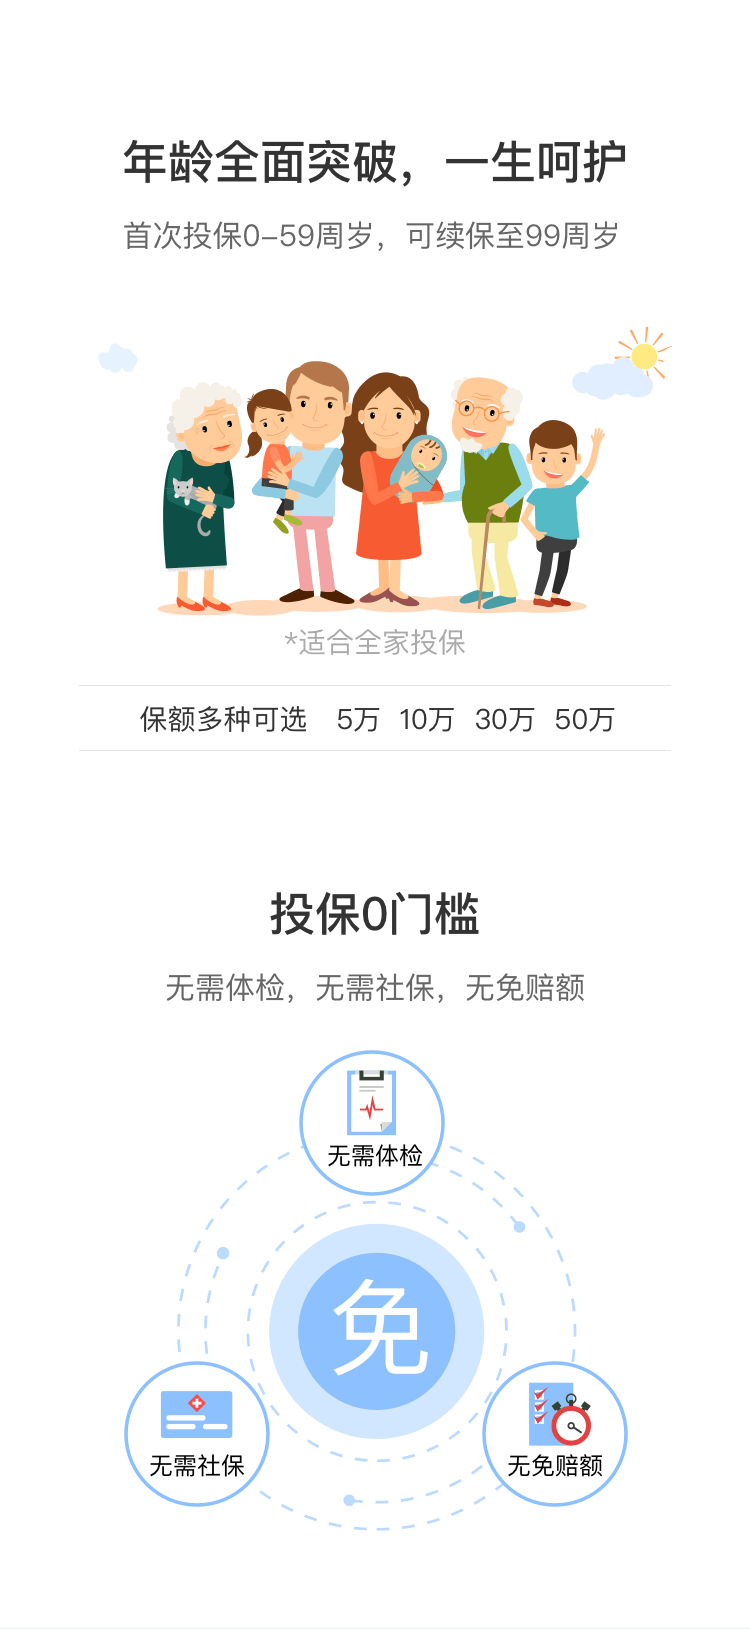 年龄全面突破，一生呵护
首次投保0-59周岁，可续保至99周岁
*适合全家投保
保额多种可选 5万 10万 30万 50万
投保0门槛
无需体检，无需社保，无免赔额
无需体检
免
无需社保
无免赔额